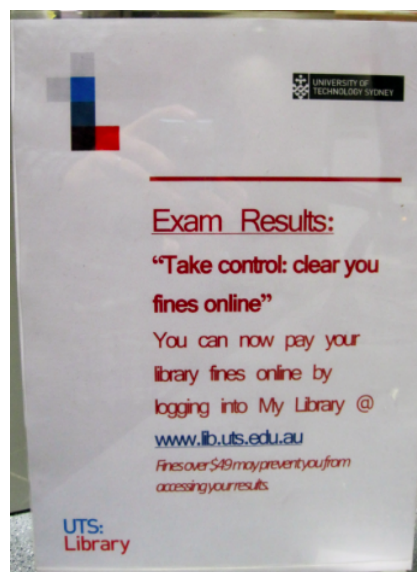 UNIVERSITY OF
TECHNOLOGY SYDNEY
Exam Results:
“Take control: clear you
fines online”
You can now pay your
library fines online by
logging into My Library @
www.lib.uts.edu.au
Fines over $49 may prevent you from
accessing your results.
UTS:
Library